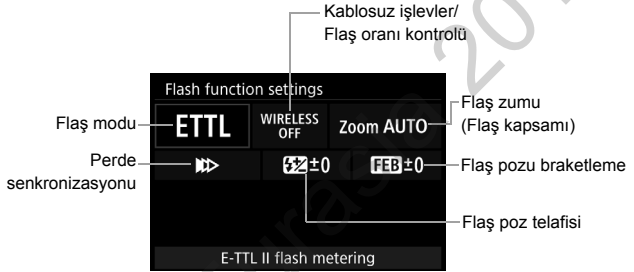 Kablosuz işlevler/
Flaş oranı kontrolü
Flash function settings
Flaş modu
ETTL
WIRELESS
OFF
Zoom AUTO
Flaş zumu
(Flaş kapsamı)
Perde
senkronizasyonu
±0
FEB±0
Flaş pozu braketleme
Flaş poz telafisi
E-TTL II flash metering